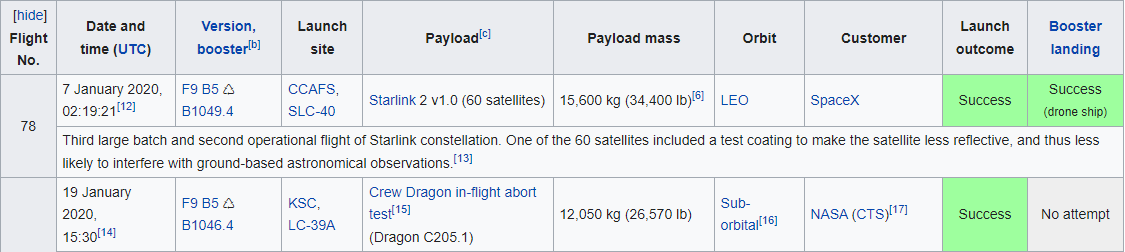 [hide]
Flight
No.
Date and
time (UTC)
Version,
booster[b]
Launch
site
Payload[c]
Payload mass
Orbit
Customer
Launch
outcome
Booster
landing
78
7 January 2020,
02:19:21[12]
F9 B5 ♺
B1049.4
CCAFS,
SLC-40
Starlink 2 v1.0 (60 satellites)
15,600 kg (34,400 lb)[6]
LEO
SpaceX
Success
Success
(drone ship)
Third large batch and second operational flight of Starlink constellation. One of the 60 satellites included a test coating to make the satellite less reflective, and thus less
likely to interfere with ground-based astronomical observations.[13]
19 January
2020,
15:30[14]
F9 B5 ♺
B1046.4
KSC,
LC-39A
Crew Dragon in-flight abort
test[15]
(Dragon C205.1)
12,050 kg (26,570 lb)
Sub-
orbital[16]
NASA (CTS)[17]
Success
No attempt